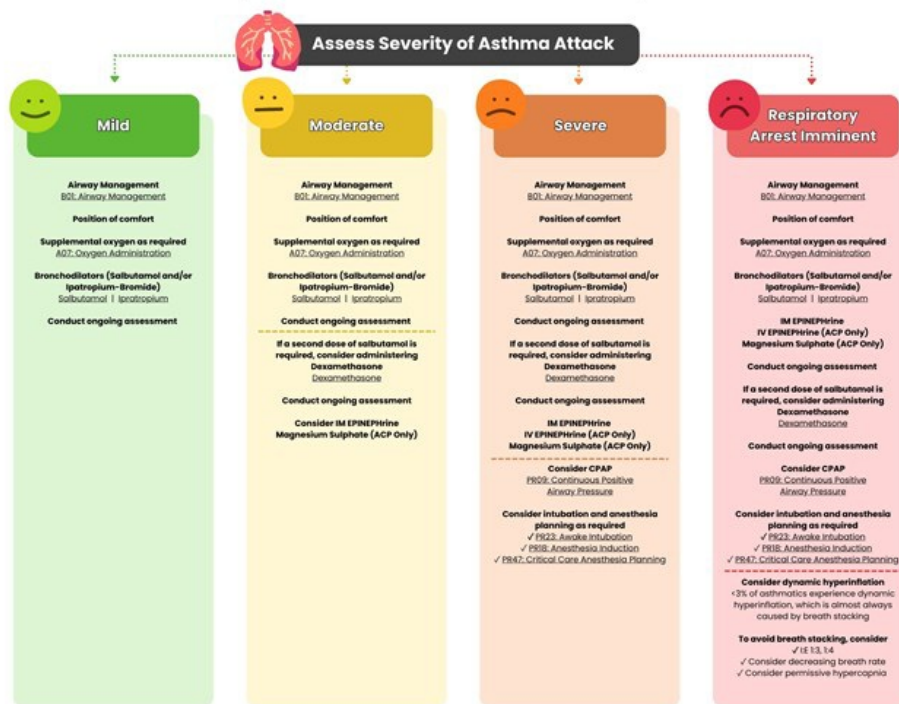 Assess Severity of Asthma Attack
Mild
Airway Management
B01: Airway Management
Position of comfort
Supplemental oxygen as required
A07: Oxygen Administration
Bronchodilators (Salbutamol and/or
Ipatropium-Bromide)
Salbutamol | Ipratropium
Conduct ongoing assessment
Moderate
Airway Management
B01: Airway Management
Position of comfort
Supplemental oxygen as required
A07: Oxygen Administration
Bronchodilators (Salbutamol and/or
Ipatropium-Bromide)
Salbutamol | Ipratropium
Conduct ongoing assessment
If a second dose of salbutamol is
required, consider administering
Dexamethasone
Dexamethasone
Conduct ongoing assessment
Consider IM EPINEPHrine
Magnesium Sulphate (ACP Only)
Severe
Airway Management
B01: Airway Management
Position of comfort
Supplemental oxygen as required
A07: Oxygen Administration
Bronchodilators (Salbutamol and/or
Ipatropium-Bromide)
Salbutamol | Ipratropium
Conduct ongoing assessment
If a second dose of salbutamol is
required, consider administering
Dexamethasone
Dexamethasone
Conduct ongoing assessment
IM EPINEPHrine
IV EPINEPHrine (ACP Only)
Magnesium Sulphate (ACP Only)
Consider CPAP
PR09: Continuous Positive
Airway Pressure
Consider intubation and anesthesia
planning as required
✓ PR23: Awake Intubation
✓ PR18: Anesthesia Induction
✓ PR47: Critical Care Anesthesia Planning
Respiratory
Arrest Imminent
Airway Management
B01: Airway Management
Position of comfort
Supplemental oxygen as required
A07: Oxygen Administration
Bronchodilators (Salbutamol and/or
Ipatropium-Bromide)
Salbutamol | Ipratropium
IM EPINEPHrine
IV EPINEPHrine (ACP Only)
Magnesium Sulphate (ACP Only)
Conduct ongoing assessment
If a second dose of salbutamol is
required, consider administering
Dexamethasone
Dexamethasone
Conduct ongoing assessment
Consider CPAP
PR09: Continuous Positive
Airway Pressure
Consider intubation and anesthesia
planning as required
✓ PR23: Awake Intubation
✓ PR18: Anesthesia Induction
✓ PR47: Critical Care Anesthesia Planning
Consider dynamic hyperinflation
<3% of asthmatics experience dynamic
hyperinflation, which is almost always
caused by breath stacking
To avoid breath stacking, consider
✓ I:E 1:3, 1:4
✓ Consider decreasing breath rate
✓ Consider permissive hypercapnia